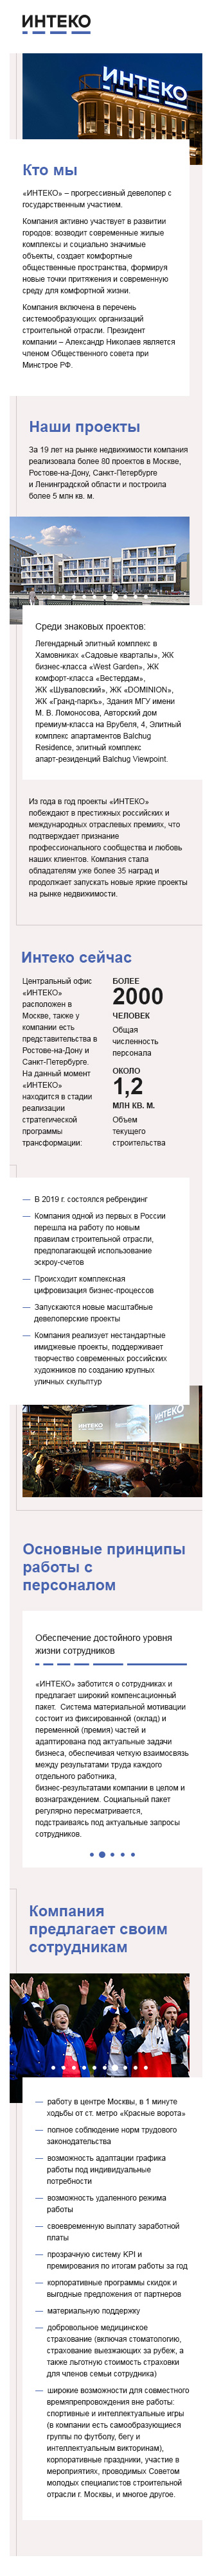 ИНТЕКО
ИНТЕКО
Кто мы
«ИНТЕКО» – прогрессивный девелопер с
государственным участием.
Компания активно участвует в развитии
городов: возводит современные жилые
комплексы и социально значимые
объекты, создает комфортные
общественные пространства, формируя
новые точки притяжения и современную
среду для комфортной жизни.
Компания включена в перечень
системообразующих организаций
строительной отрасли. Президент
компании – Александр Николаев является
членом Общественного совета при
Минстрое РФ.
Наши проекты
За 19 лет на рынке недвижимости компания
реализовала более 80 проектов в Москве,
Ростове-на-Дону, Санкт-Петербурге
и Ленинградской области и построила
более 5 млн кв. м.
Среди знаковых проектов:
Легендарный элитный комплекс в
Хамовниках «Садовые кварталы», ЖК
бизнес-класса «West Garden», ЖК
комфорт-класса «Вестердам»,
ЖК «Шуваловский», ЖК «DOMINION»,
ЖК «Гранд-паркъ», Здания МГУ имени
М. В. Ломоносова, Авторский дом
премиум-класса на Врубеля, 4, Элитный
комплекс апартаментов Balchug
Residence, элитный комплекс
апарт-резиденций Balchug Viewpoint.
Из года в год проекты «ИНТЕКО»
побеждают в престижных российских и
международных отраслевых премиях, что
подтверждает признание
профессионального сообщества и любовь
наших клиентов. Компания стала
обладателям уже более 35 наград и
продолжает запускать новые яркие проекты
на рынке недвижимости.
Интеко сейчас
Центральный офис
«ИНТЕКО»
расположен в
Москве, также у
компании есть
представительства в
Ростове-на-Дону и
Санкт-Петербурге.
На данный момент
«ИНТЕКО»
находится в стадии
реализации
стратегической
программы
трансформации:
БОЛЕЕ
2000
ЧЕЛОВЕК
Общая
численность
персонала
ОКОЛО
1,2
МЛН КВ. М.
Объем
текущего
строительства
— В 2019 г. состоялся ребрендинг
— Компания одной из первых в России
перешла на работу по новым
правилам строительной отрасли,
предполагающей использование
эскроу-счетов
— Происходит комплексная
цифровизация бизнес-процессов
— Запускаются новые масштабные
девелоперские проекты
— Компания реализует нестандартные
имиджевые проекты, поддерживает
творчество современных российских
художников по созданию крупных
уличных скульптур
ИНТЕКО
ИНТЕКО
Основные принципы
работы с
персоналом
Обеспечение достойного уровня
жизни сотрудников
«ИНТЕКО» заботится о сотрудниках и
предлагает широкий компенсационный
пакет. Система материальной мотивации
состоит из фиксированной (оклад) и
переменной (премия) частей и
адаптирована под актуальные задачи
бизнеса, обеспечивая четкую взаимосвязь
между результатами труда каждого
отдельного работника,
бизнес-результатами компании в целом и
вознаграждением. Социальный пакет
регулярно пересматривается,
подстраиваясь под актуальные запросы
сотрудников.
Компания
предлагает своим
сотрудникам
— работу в центре Москвы, в 1 минуте
ходьбы от ст. метро «Красные ворота»
— полное соблюдение норм трудового
законодательства
— возможность адаптации графика
работы под индивидуальные
потребности
— возможность удаленного режима
работы
— своевременную выплату заработной
платы
— прозрачную систему KPI и
премирования по итогам работы за год
— корпоративные программы скидок и
выгодные предложения от партнеров
— материальную поддержку
— добровольное медицинское
страхование (включая стоматологию,
страхование выезжающих за рубеж, а
также льготную стоимость страховки
для членов семьи сотрудника)
— широкие возможности для совместного
времяпрепровождения вне работы:
спортивные и интеллектуальные игры
(в компании есть самообразующиеся
группы по футболу, бегу и
интеллектуальным викторинам),
корпоративные праздники, участие в
мероприятиях, проводимых Советом
молодых специалистов строительной
отрасли г. Москвы, и многое другое.